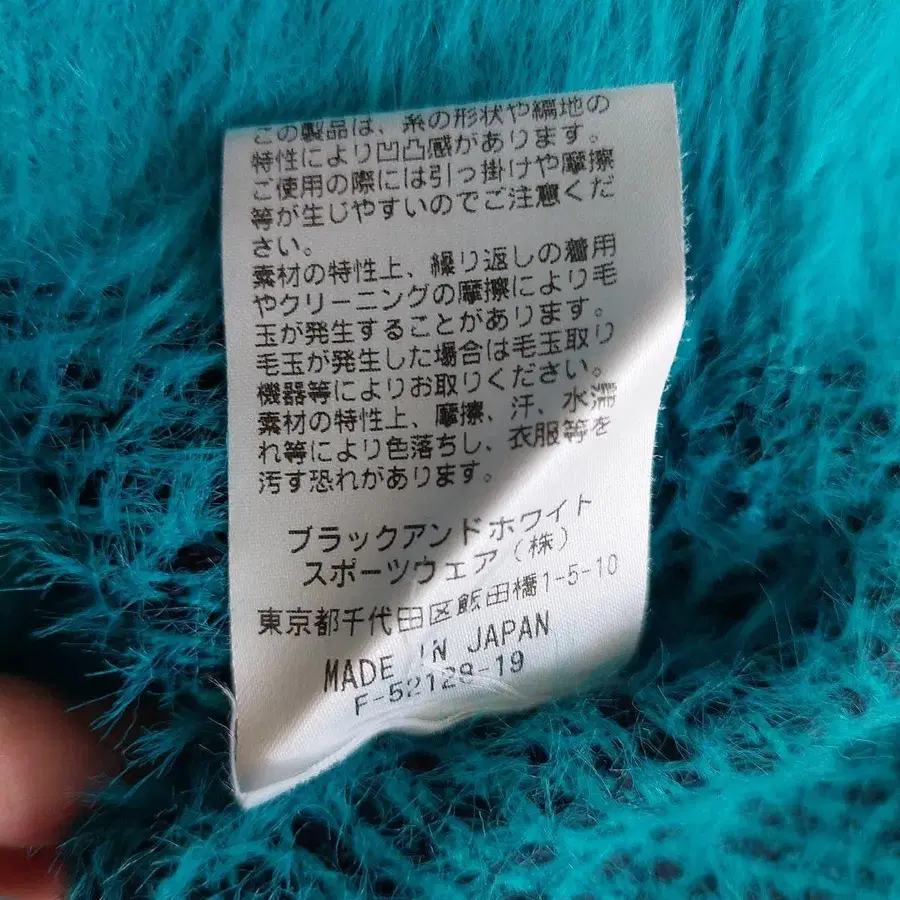 この製品は、糸の形状や編地の
特性により凹凸感があります。
ご使用の際には引っ掛けや摩擦
等が生じやすいのでご注意くだ
さい。
素材の特性上、繰り返しの着用
やクリーニングの摩擦により毛
玉が発生することがあります。
毛玉が発生した場合は毛玉取り
機器等によりお取りください。
素材の特性上、摩擦、汗、水濡
れ等により色落ちし、衣服等を
汚す恐れがあります。
ブラックアンドホワイト
スポーツウェア(株)
東京都千代田区飯田橋1-5-10
MADE IN JAPAN
F-52129-19